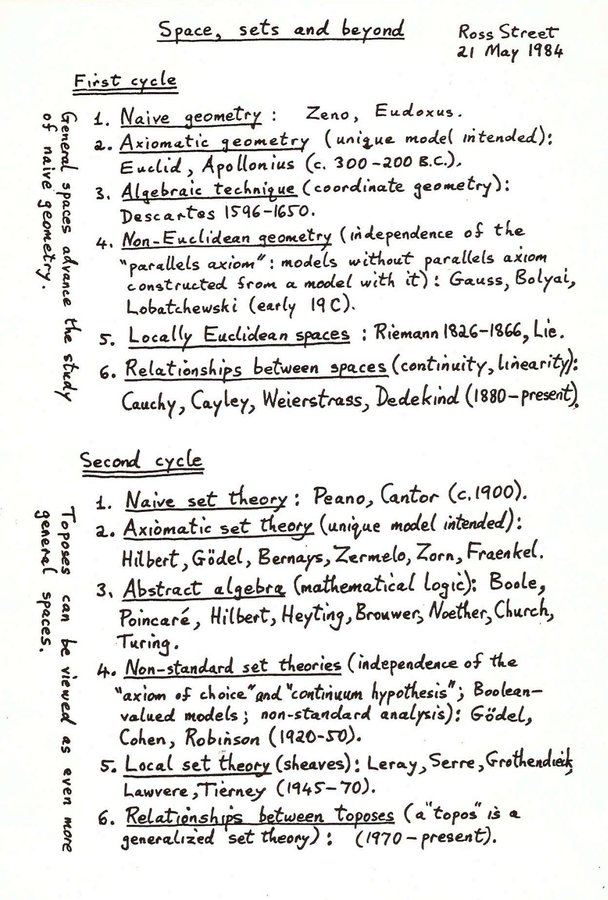 Space, sets and beyond
Ross Street
21 May 1984
First cycle
General spaces advance the study
of naive geometry.
1. Naive geometry : Zeno, Eudoxus.
2. Axiomatic geometry (unique model intended):
Euclid, Apollonius (c. 300-200 B.C.).
3. Algebraic technique (coordinate geometry):
Descartes 1596-1650.
4. Non-Euclidean geometry (independence of the
"parallels axiom": models without parallels axiom
constructed from a model with it): Gauss, Bolyai,
Lobatchewski (early 19C).
5. Locally Euclidean spaces : Riemann 1826-1866, Lie.
6. Relationships between spaces (continuity, linearity):
Cauchy, Cayley, Weierstrass, Dedekind (1880-present).
Second cycle
Toposes can be viewed as even more
general spaces.
1. Naive set theory : Peano, Cantor (c.1900).
2. Axiomatic set theory (unique model intended):
Hilbert, Gödel, Bernays, Zermelo, Zorn, Fraenkel.
3. Abstract algebra (mathematical logic): Boole,
Poincaré, Hilbert, Heyting, Brouwer, Noether, Church,
Turing.
4. Non-standard set theories (independence of the
"axiom of choice" and "continuum hypothesis"; Boolean-
valued models; non-standard analysis): Gödel,
Cohen, Robinson (1920-50).
5. Local set theory (sheaves): Leray, Serre, Grothendieck,
Lawvere, Tierney (1945-70).
6. Relationships between toposes (a "topos" is a
generalized set theory) : (1970-present).